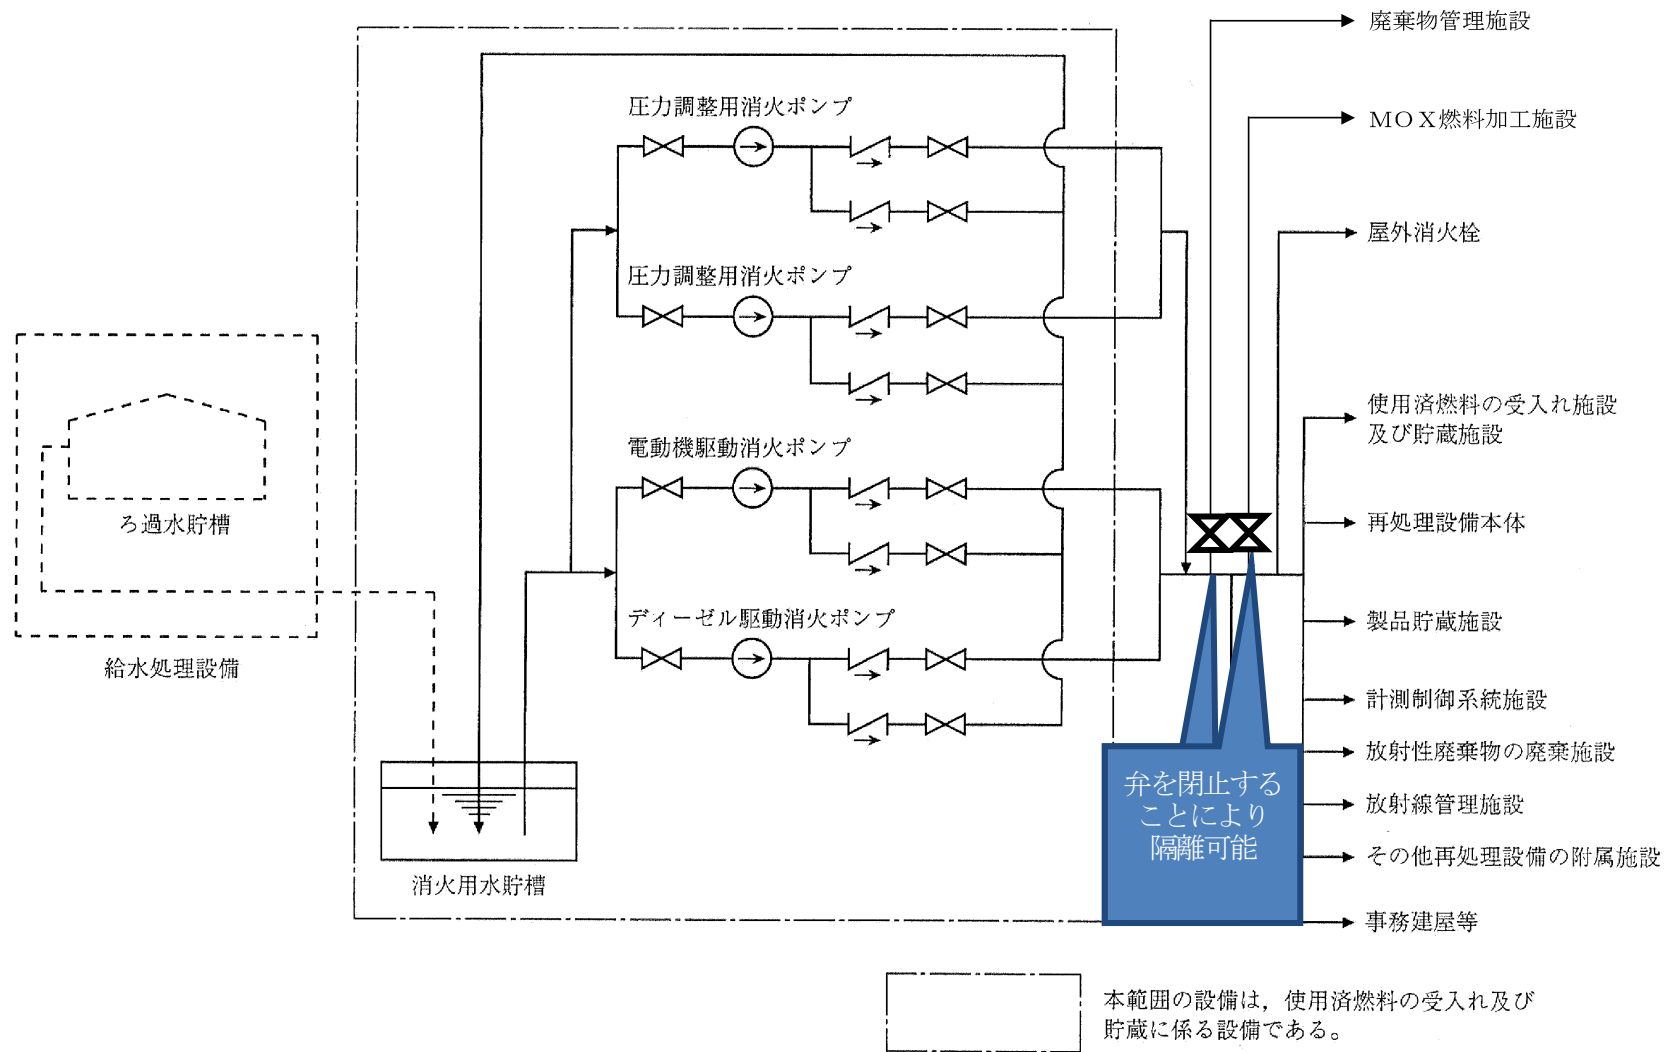 廃棄物管理施設
圧力調整用消火ポンプ
ＭＯＸ燃料加工施設
屋外消火栓
圧力調整用消火ポンプ
使用済燃料の受入れ施設
及び貯蔵施設
電動機駆動消火ポンプ
ろ過水貯槽
再処理設備本体
ディーゼル駆動消火ポンプ
製品貯蔵施設
給水処理設備
計測制御系統施設
放射性廃棄物の廃棄施設
弁を閉止する
ことにより
隔離可能
放射線管理施設
その他再処理設備の附属施設
消火用水貯槽
事務建屋等
本範囲の設備は，使用済燃料の受入れ及び
貯蔵に係る設備である。